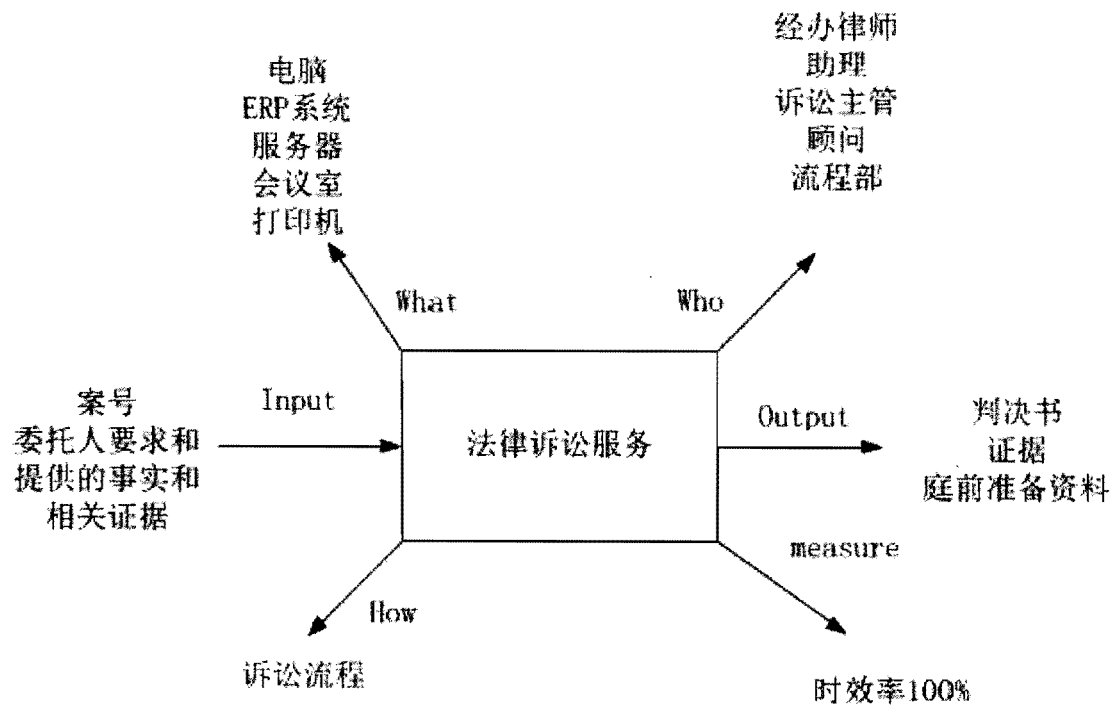 电脑
ERP系统
服务器
会议室
打印机
经办律师
助理
诉讼主管
顾问
流程部
What
Who
案号
委托人要求和
提供的事实和
相关证据
Input
法律诉讼服务
Output
判决书
证据
庭前准备资料
measure
How
诉讼流程
时效率100%